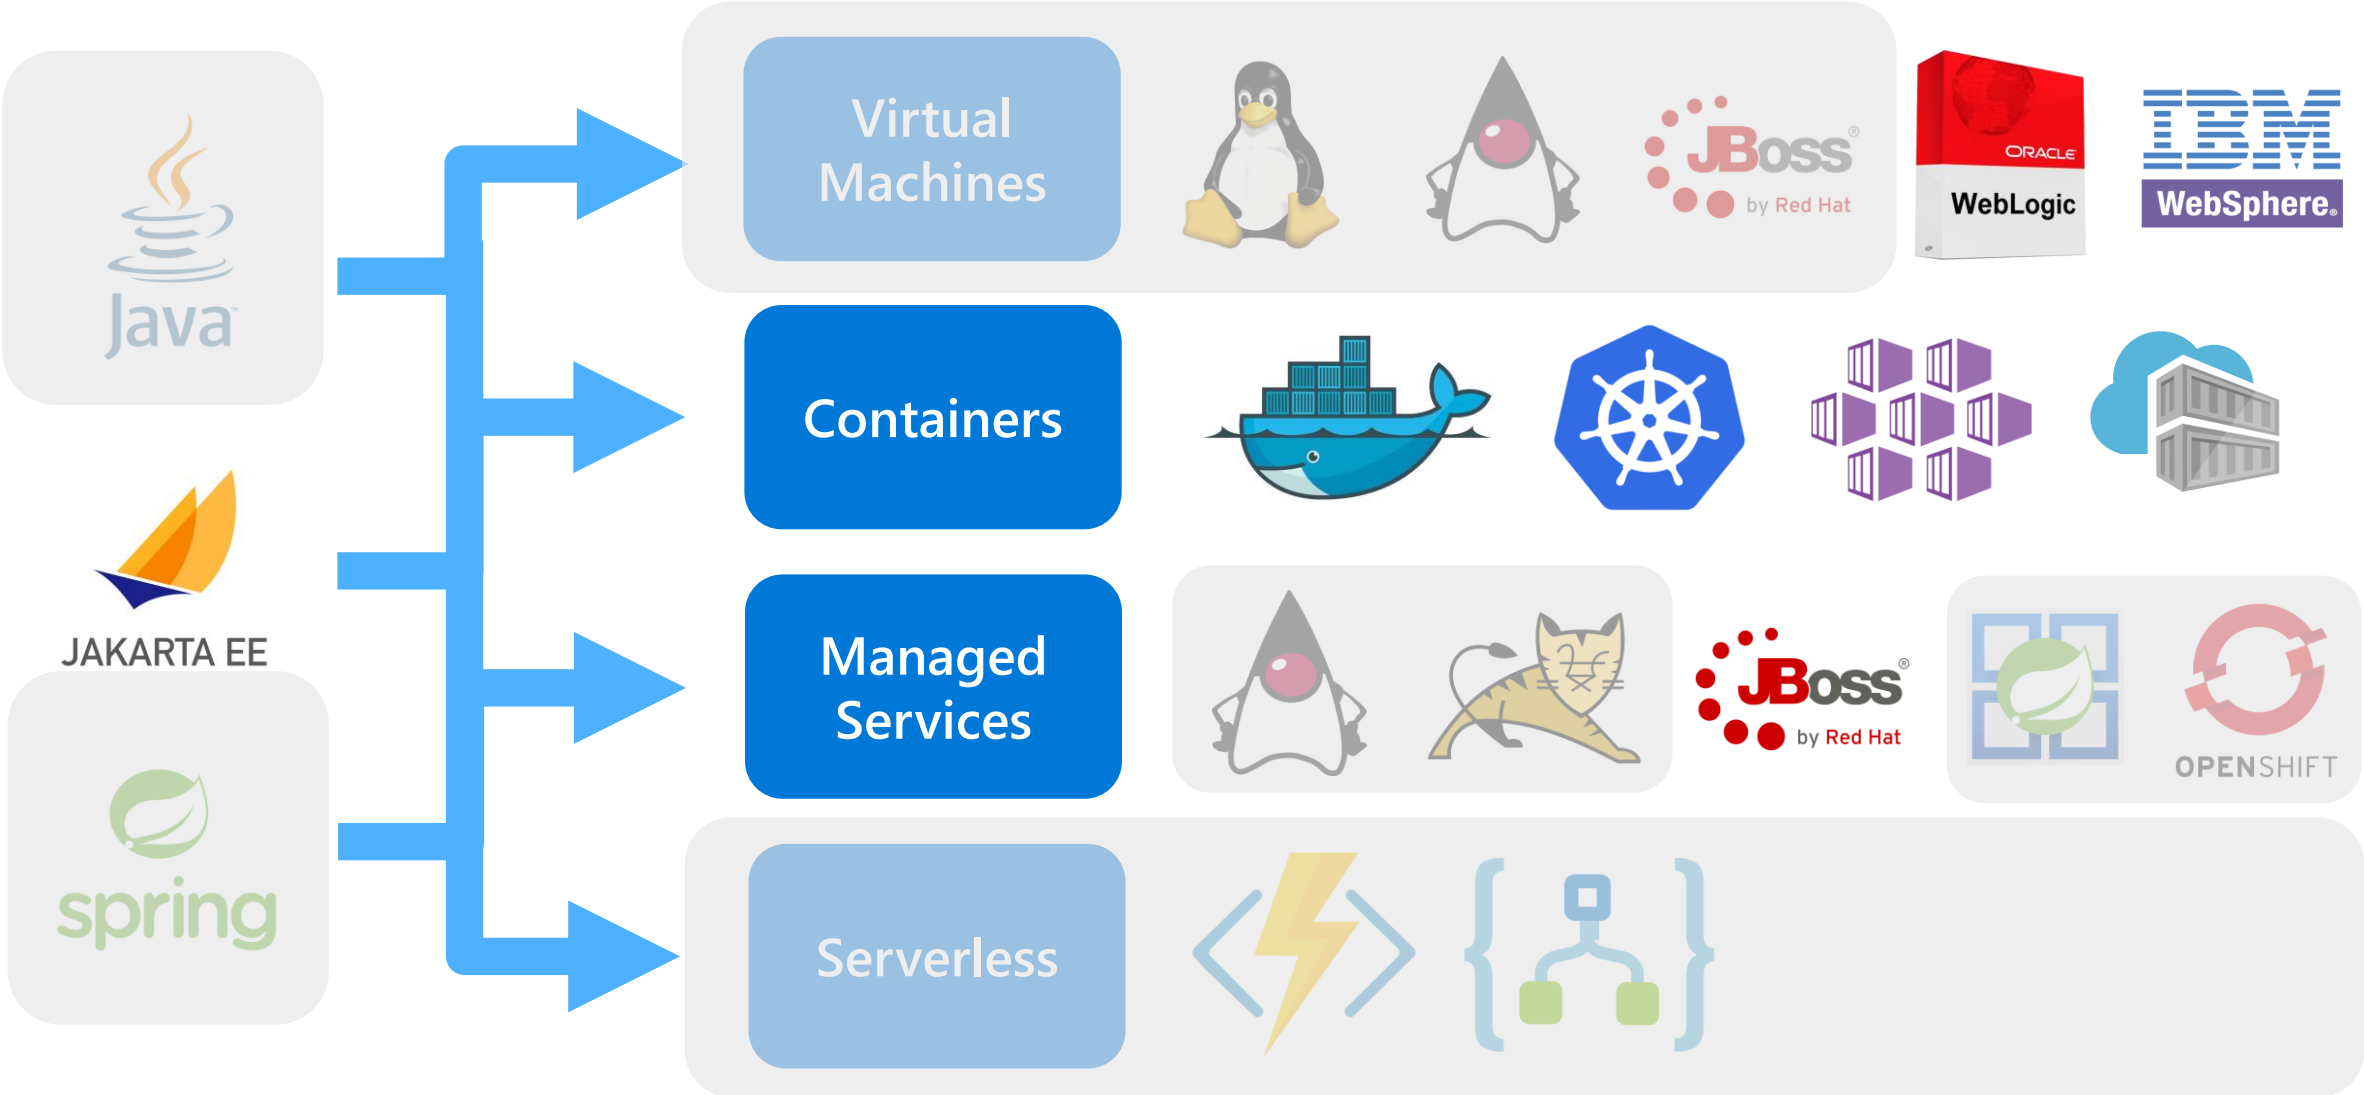 Java™
JAKARTA EE
spring
Virtual
Machines
JBoss®
by Red Hat
ORACLE
WebLogic
IBM
WebSphere®
Containers
Managed
Services
JBoss®
by Red Hat
OPENSHIFT
Serverless